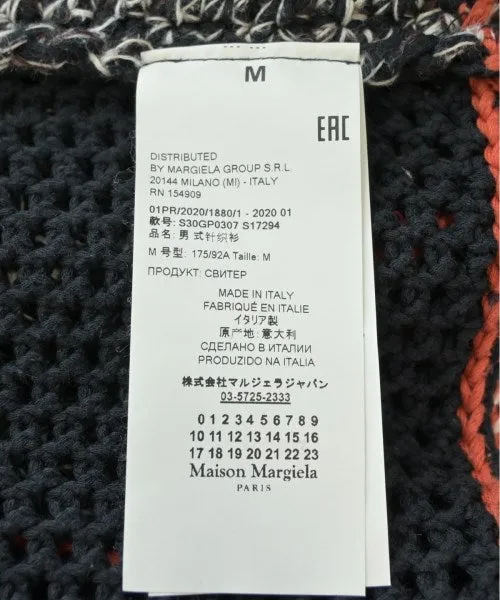 M
EAC
DISTRIBUTED
BY MARGIELA GROUP S.R.L.
20144 MILANO (MI) - ITALY
RN 154909
01PR/2020/1880/1 - 2020 01
款号: S30GP0307 S17294
品名: 男 式针织衫
M 号型: 175/92A Taille: M
ПРОДУКТ: СВИТЕР
MADE IN ITALY
FABRIQUÉ EN ITALIE
イタリア製
原产地: 意大利
СДЕЛАНО В ИТАЛИИ
PRODUZIDO NA ITALIA
株式会社マルジェラジャパン
03-5725-2333
0 1 2 3 4 5 6 7 8 9
10 11 12 13 14 15 16
17 18 19 20 21 22 23
Maison Margiela
PARIS